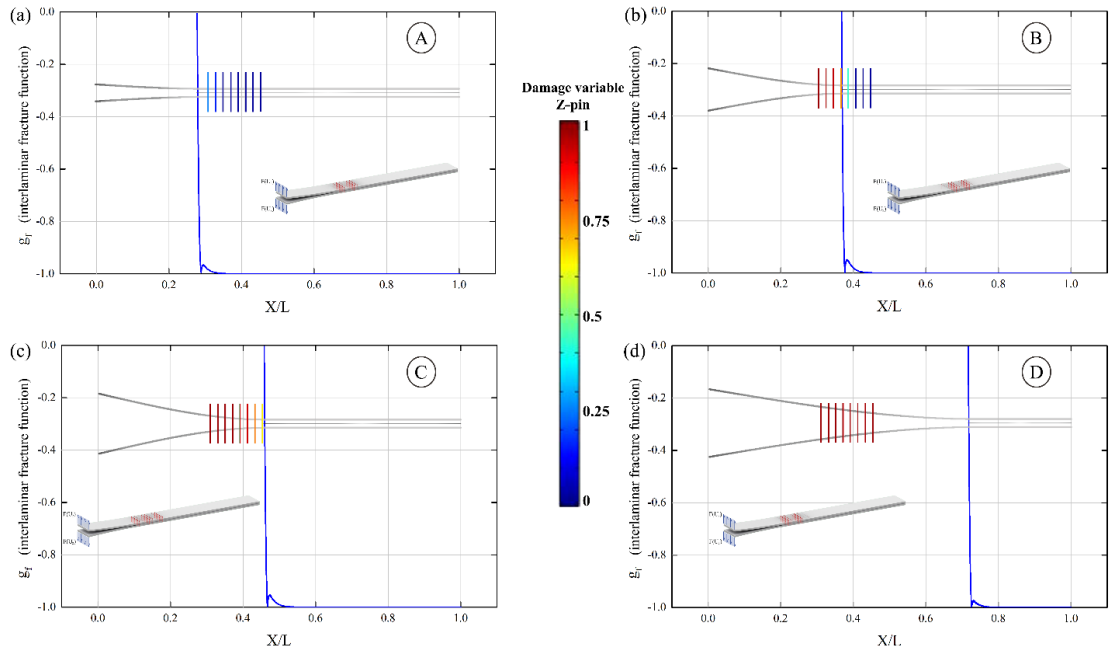 (a)
A
g_f (interlaminar fracture function)
0.0
-0.2
-0.4
-0.6
-0.8
-1.0
0.0 0.2 0.4 0.6 0.8 1.0
X/L
Damage variable
Z-pin
1
0.75
0.5
0.25
0
(b)
B
g_f (interlaminar fracture function)
0.0
-0.2
-0.4
-0.6
-0.8
-1.0
0.0 0.2 0.4 0.6 0.8 1.0
X/L
(c)
C
g_f (interlaminar fracture function)
0.0
-0.2
-0.4
-0.6
-0.8
-1.0
0.0 0.2 0.4 0.6 0.8 1.0
X/L
(d)
D
g_f (interlaminar fracture function)
0.0
-0.2
-0.4
-0.6
-0.8
-1.0
0.0 0.2 0.4 0.6 0.8 1.0
X/L